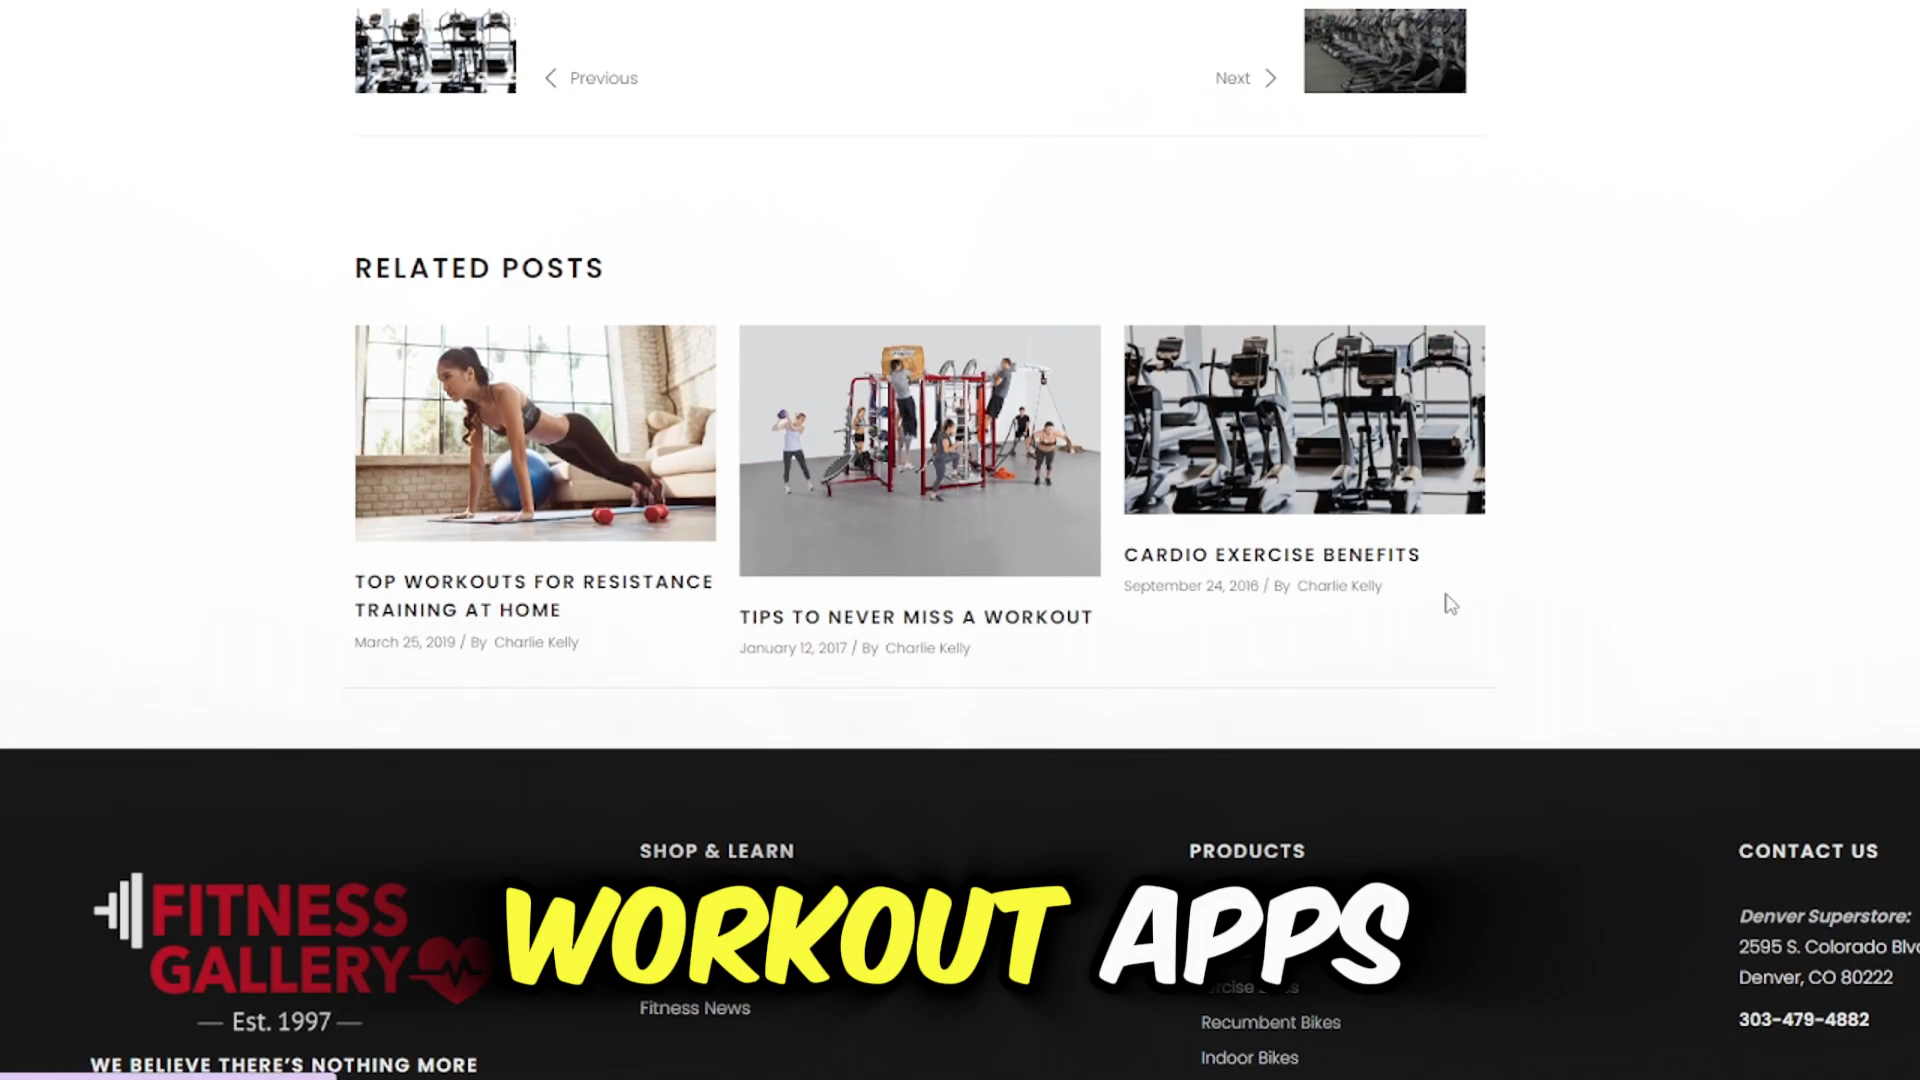 Previous
Next
RELATED POSTS
TOP WORKOUTS FOR RESISTANCE
TRAINING AT HOME
March 25, 2019 / By Charlie Kelly
TIPS TO NEVER MISS A WORKOUT
January 12, 2017 / By Charlie Kelly
CARDIO EXERCISE BENEFITS
September 24, 2016 / By Charlie Kelly
FITNESS
GALLERY
Est. 1997
WE BELIEVE THERE'S NOTHING MORE
SHOP & LEARN
Fitness News
WORKOUT APPS
PRODUCTS
Recumbent Bikes
Indoor Bikes
CONTACT US
Denver Superstore:
2595 S. Colorado
Denver, CO 80222
303-479-4882